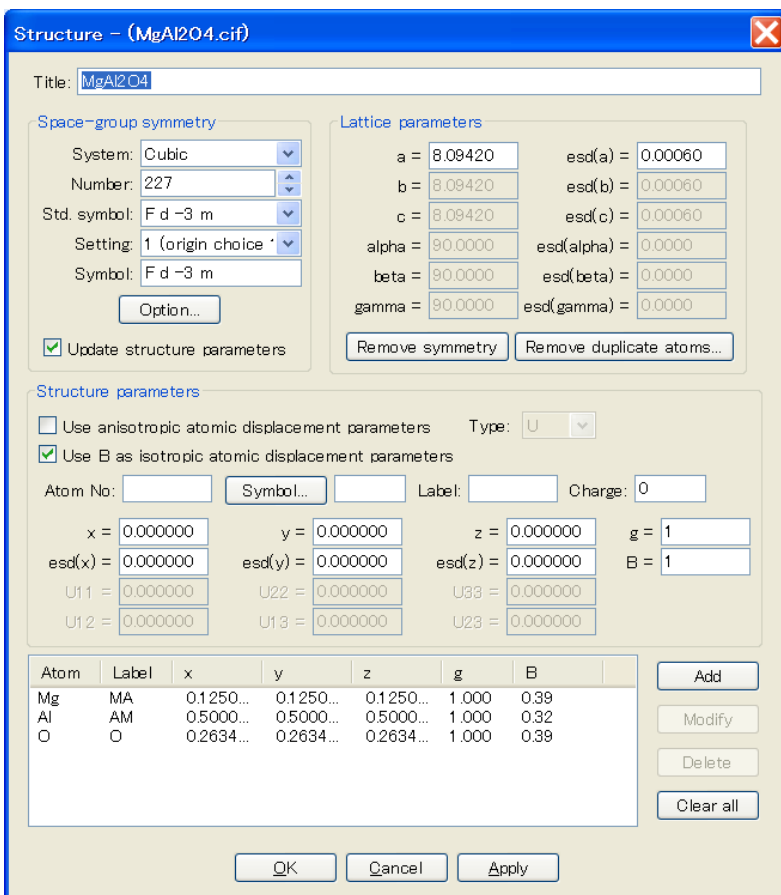 Structure - (MgAl2O4.cif)
Title: MgAl2O4
Space-group symmetry
System: Cubic
Number: 227
Std. symbol: F d -3 m
Setting: 1 (origin choice 1
Symbol: F d -3 m
Option...
Update structure parameters
Lattice parameters
a = 8.09420 esd(a) = 0.00060
b = 8.09420 esd(b) = 0.00060
c = 8.09420 esd(c) = 0.00060
alpha = 90.0000 esd(alpha) = 0.0000
beta = 90.0000 esd(beta) = 0.0000
gamma = 90.0000 esd(gamma) = 0.0000
Remove symmetry Remove duplicate atoms...
Structure parameters
Use anisotropic atomic displacement parameters Type: U
Use B as isotropic atomic displacement parameters
Atom No: Symbol... Label: Charge: 0
x = 0.000000 y = 0.000000 z = 0.000000 g = 1
esd(x) = 0.000000 esd(y) = 0.000000 esd(z) = 0.000000 B = 1
U11 = 0.000000 U22 = 0.000000 U33 = 0.000000
U12 = 0.000000 U13 = 0.000000 U23 = 0.000000
Atom Label x y z g B
Mg MA 0.1250... 0.1250... 0.1250... 1.000 0.39
Al AM 0.5000... 0.5000... 0.5000... 1.000 0.32
O O 0.2634... 0.2634... 0.2634... 1.000 0.39
Add
Modify
Delete
Clear all
OK Cancel Apply